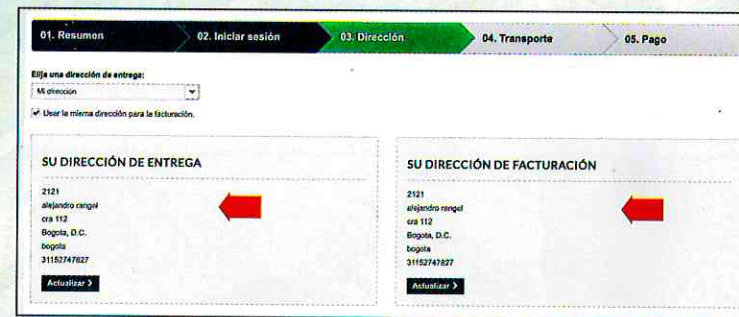 01. Resumen
02. Iniciar sesión
03. Dirección
04. Transporte
05. Pago
Elija una dirección de entrega:
Mi dirección
Usar la misma dirección para la facturación.
SU DIRECCIÓN DE ENTREGA
2121
alejandro rangel
cra 112
Bogota, D.C.
bogota
31152747827
Actualizar >
SU DIRECCIÓN DE FACTURACIÓN
2121
alejandro rangel
cra 112
Bogota, D.C.
bogota
31152747827
Actualizar >